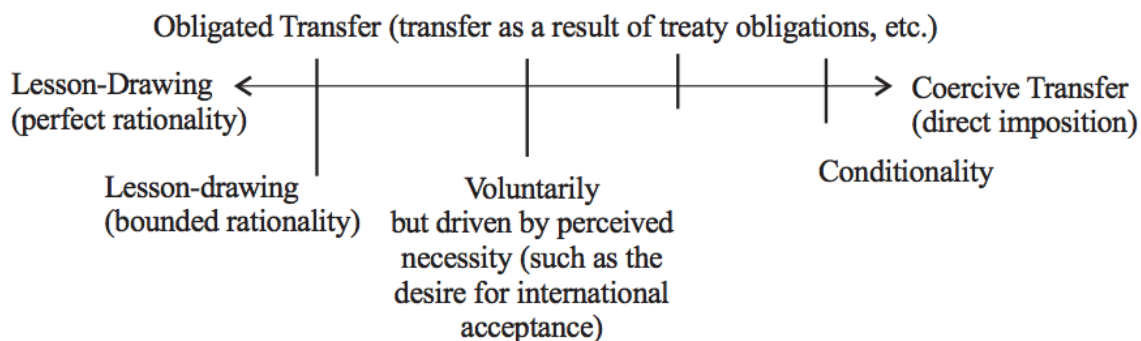 Obligated Transfer (transfer as a result of treaty obligations, etc.)
Lesson-Drawing
(perfect rationality)
Coercive Transfer
(direct imposition)
Lesson-drawing
(bounded rationality)
Voluntarily
but driven by perceived
necessity (such as the
desire for international
acceptance)
Conditionality